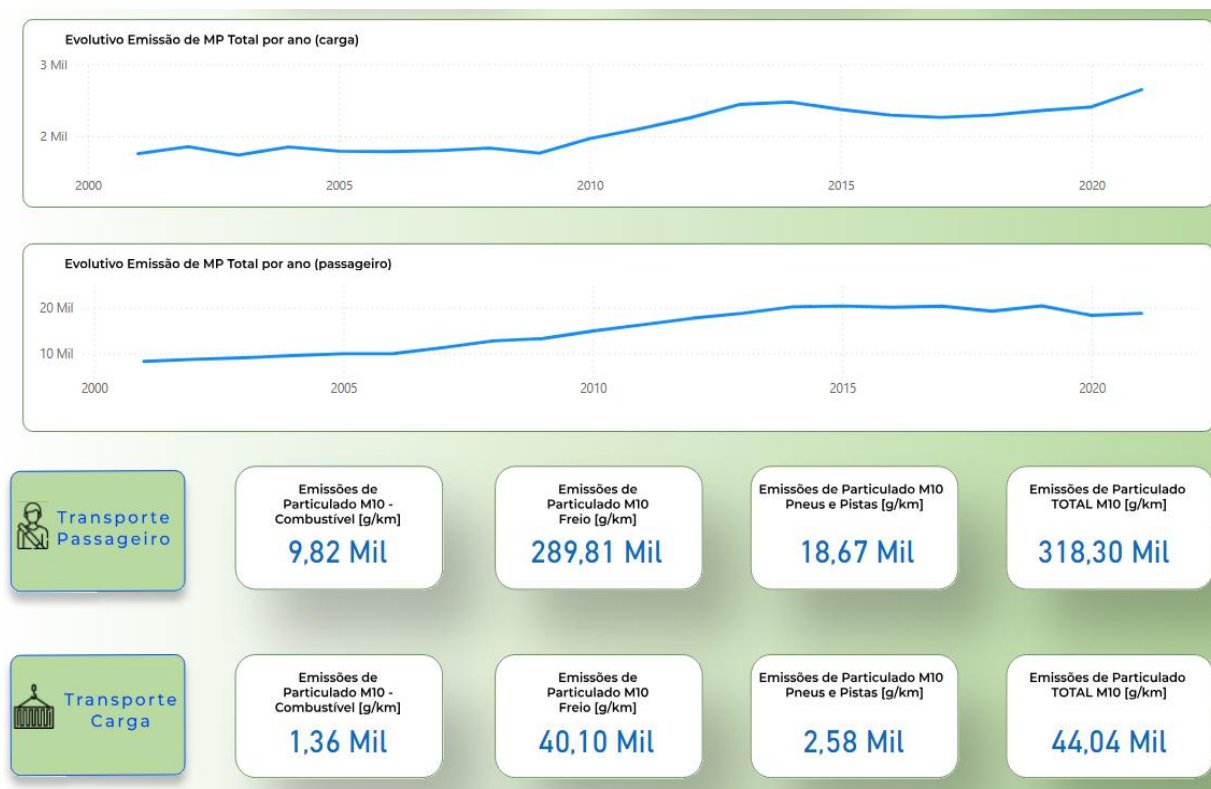 Evolutivo Emissão de MP Total por ano (carga)
3 Mil
2 Mil
2000 2005 2010 2015 2020
Evolutivo Emissão de MP Total por ano (passageiro)
20 Mil
10 Mil
2000 2005 2010 2015 2020
Transporte
Passageiro
Emissões de
Particulado M10 -
Combustível [g/km]
9,82 Mil
Emissões de
Particulado M10
Freio [g/km]
289,81 Mil
Emissões de Particulado M10
Pneus e Pistas [g/km]
18,67 Mil
Emissões de Particulado
TOTAL M10 [g/km]
318,30 Mil
Transporte
Carga
Emissões de
Particulado M10 -
Combustível [g/km]
1,36 Mil
Emissões de
Particulado M10
Freio [g/km]
40,10 Mil
Emissões de Particulado M10
Pneus e Pistas [g/km]
2,58 Mil
Emissões de Particulado
TOTAL M10 [g/km]
44,04 Mil